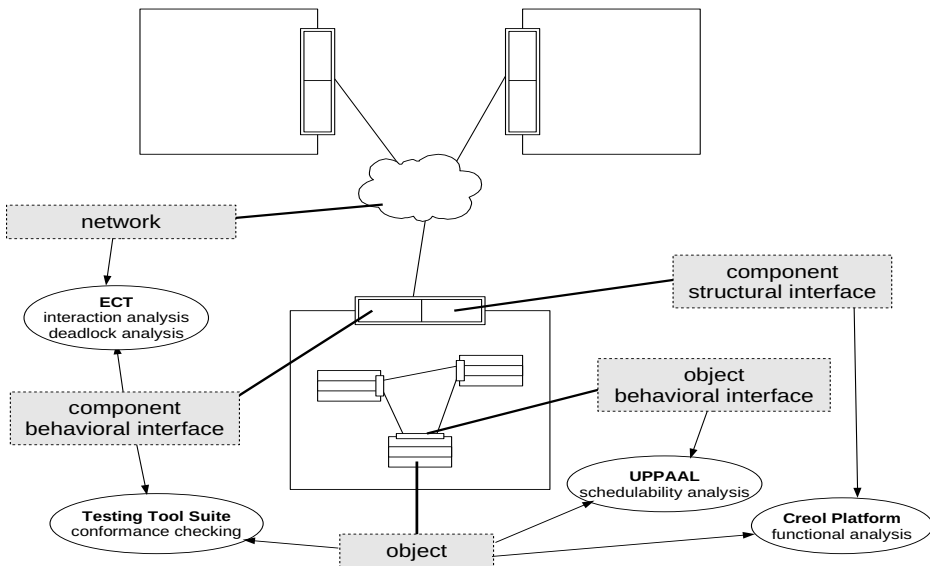 network
ECT
interaction analysis
deadlock analysis
component
structural interface
component
behavioral interface
object
behavioral interface
UPPAAL
schedulability analysis
Testing Tool Suite
conformance checking
object
Creol Platform
functional analysis